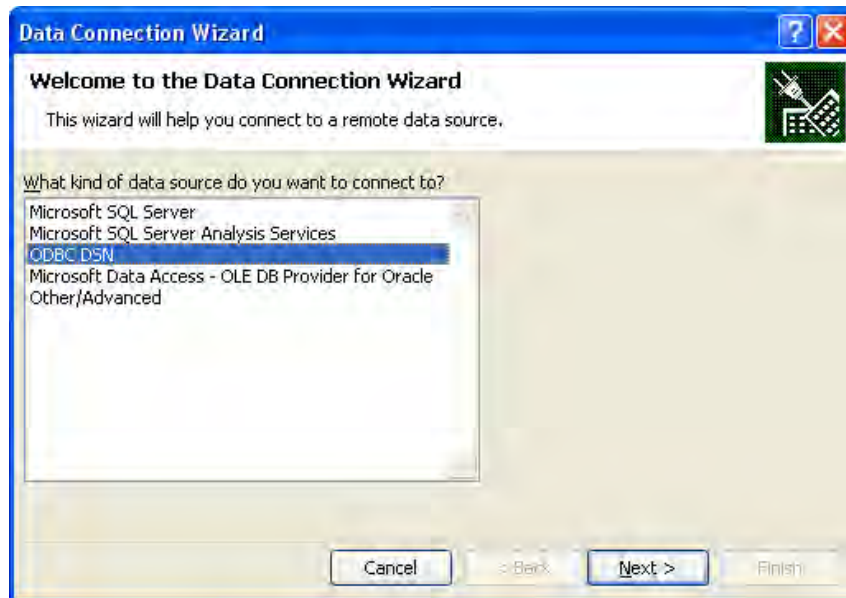 Data Connection Wizard
Welcome to the Data Connection Wizard
This wizard will help you connect to a remote data source.
What kind of data source do you want to connect to?
Microsoft SQL Server
Microsoft SQL Server Analysis Services
ODBC DSN
Microsoft Data Access - OLE DB Provider for Oracle
Other/Advanced
Cancel < Back Next > Finish